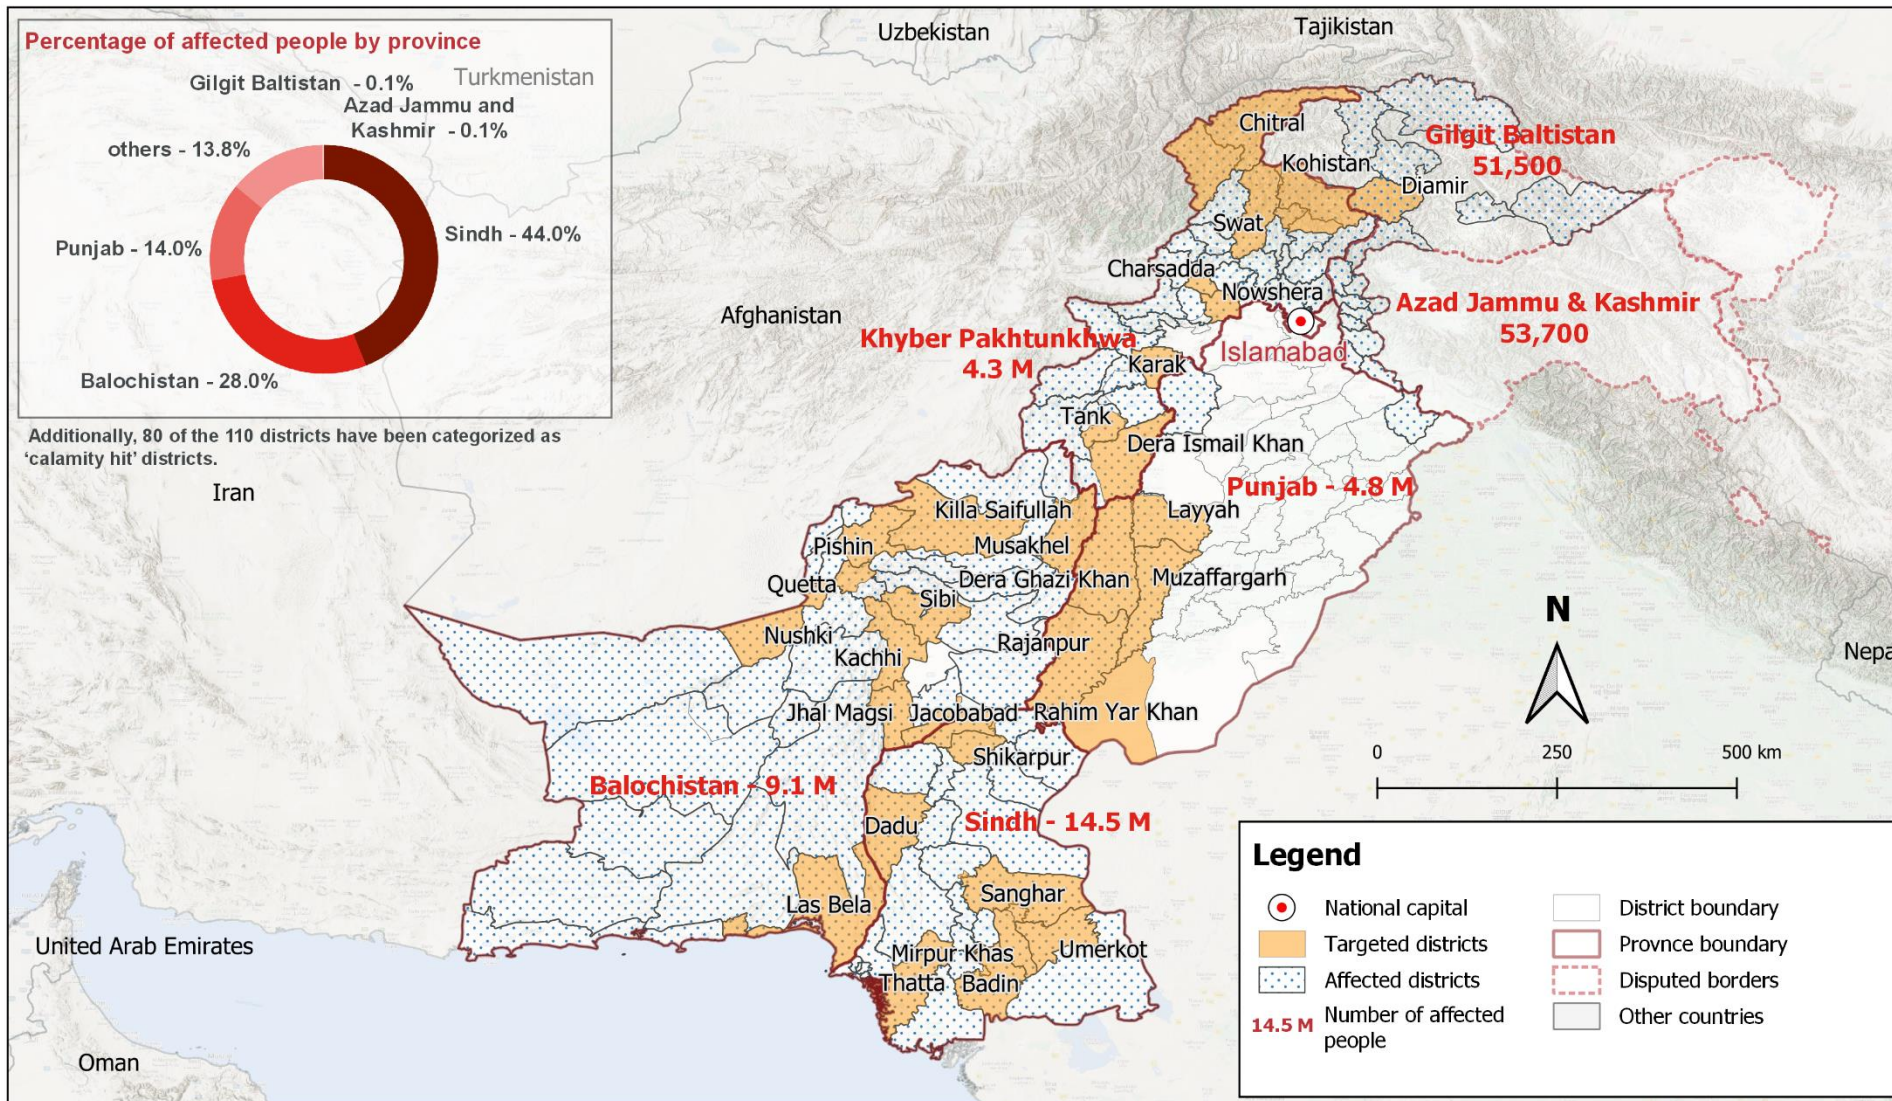 Percentage of affected people by province
Gilgit Baltistan - 0.1%
Turkmenistan
Azad Jammu and
Kashmir - 0.1%
others - 13.8%
Sindh - 44.0%
Punjab - 14.0%
Balochistan - 28.0%
Additionally, 80 of the 110 districts have been categorized as
‘calamity hit’ districts.
Uzbekistan
Tajikistan
Afghanistan
Iran
Nepa
United Arab Emirates
Oman
Chitral
Gilgit Baltistan
51,500
Kohistan
Diamir
Swat
Charsadda
Nowshera
Azad Jammu & Kashmir
53,700
Khyber Pakhtunkhwa
4.3 M
Islamabad
Karak
Tank
Dera Ismail Khan
Punjab - 4.8 M
Killa Saifullah
Layyah
Pishin
Musakhel
Quetta
Dera Ghazi Khan
Muzaffargarh
Sibi
Nushki
Rajanpur
Kachhi
Jhal Magsi
Jacobabad
Rahim Yar Khan
Shikarpur
Balochistan - 9.1 M
Dadu
Sindh - 14.5 M
Las Bela
Sanghar
Mirpur Khas
Umerkot
Thatta
Badin
N
0 250 500 km
Legend
National capital
Targeted districts
Affected districts
14.5 M Number of affected
people
District boundary
Provnce boundary
Disputed borders
Other countries